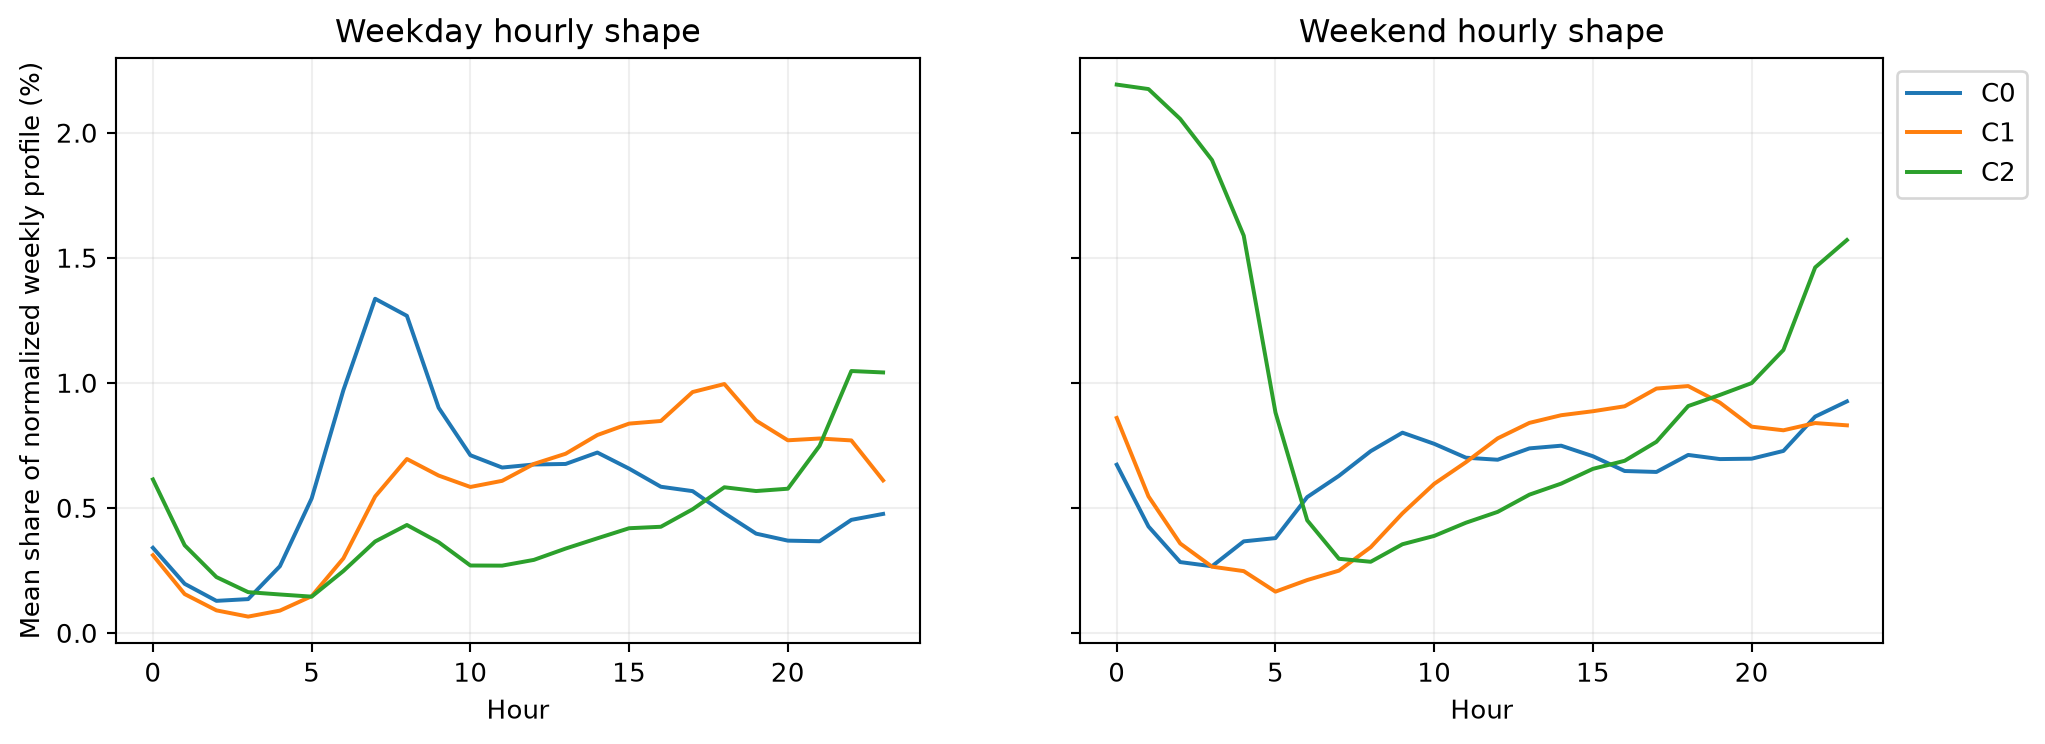 Weekday hourly shape
Weekend hourly shape
Mean share of normalized weekly profile (%)
2.0
1.5
1.0
0.5
0.0
0 5 10 15 20
Hour
0 5 10 15 20
Hour
C0
C1
C2